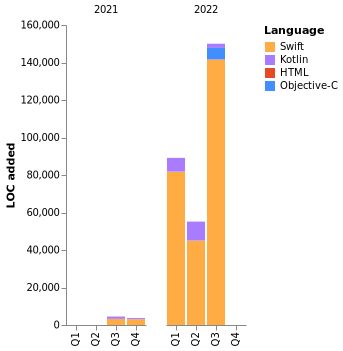 2021
2022
Language
Swift
Kotlin
HTML
Objective-C
LOC added
160,000
140,000
120,000
100,000
80,000
60,000
40,000
20,000
0
Q1
Q2
Q3
Q4
Q1
Q2
Q3
Q4